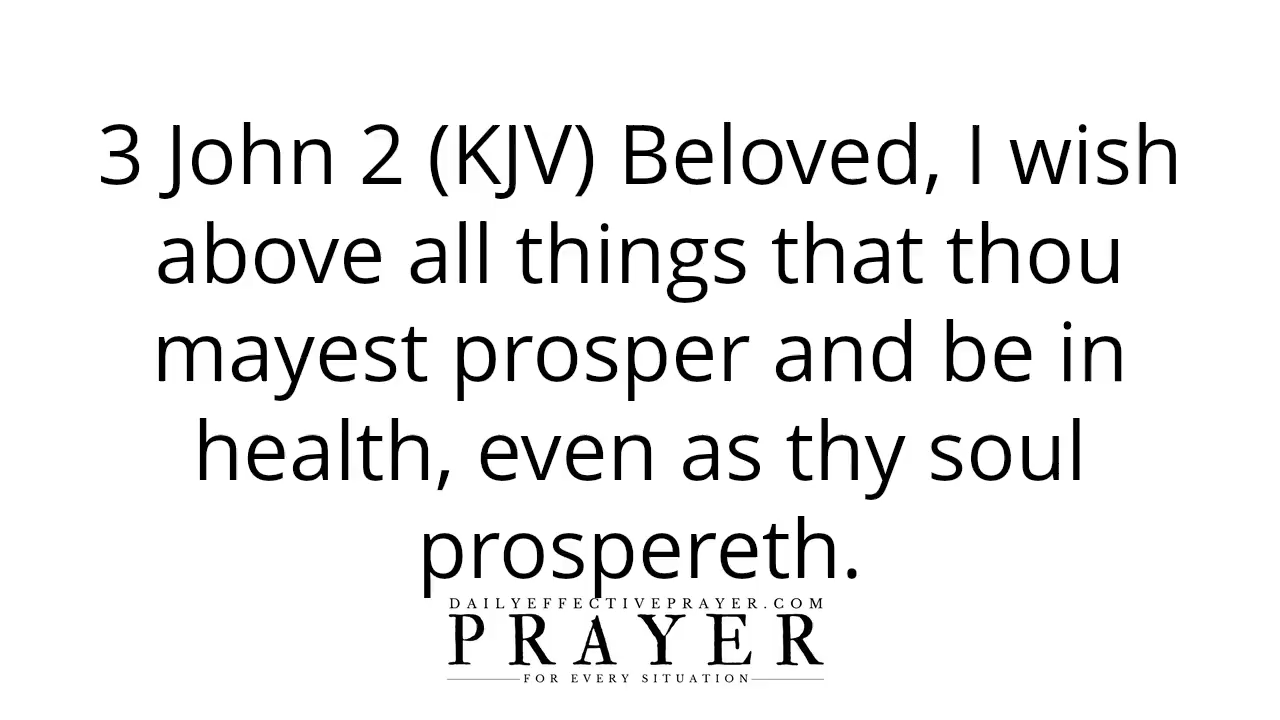 3 John 2 (KJV) Beloved, I wish
above all things that thou
mayest prosper and be in
health, even as thy soul
prospereth.
DAILYEFFECTIVEPRAYER.COM
PRAYER
FOR EVERY SITUATION